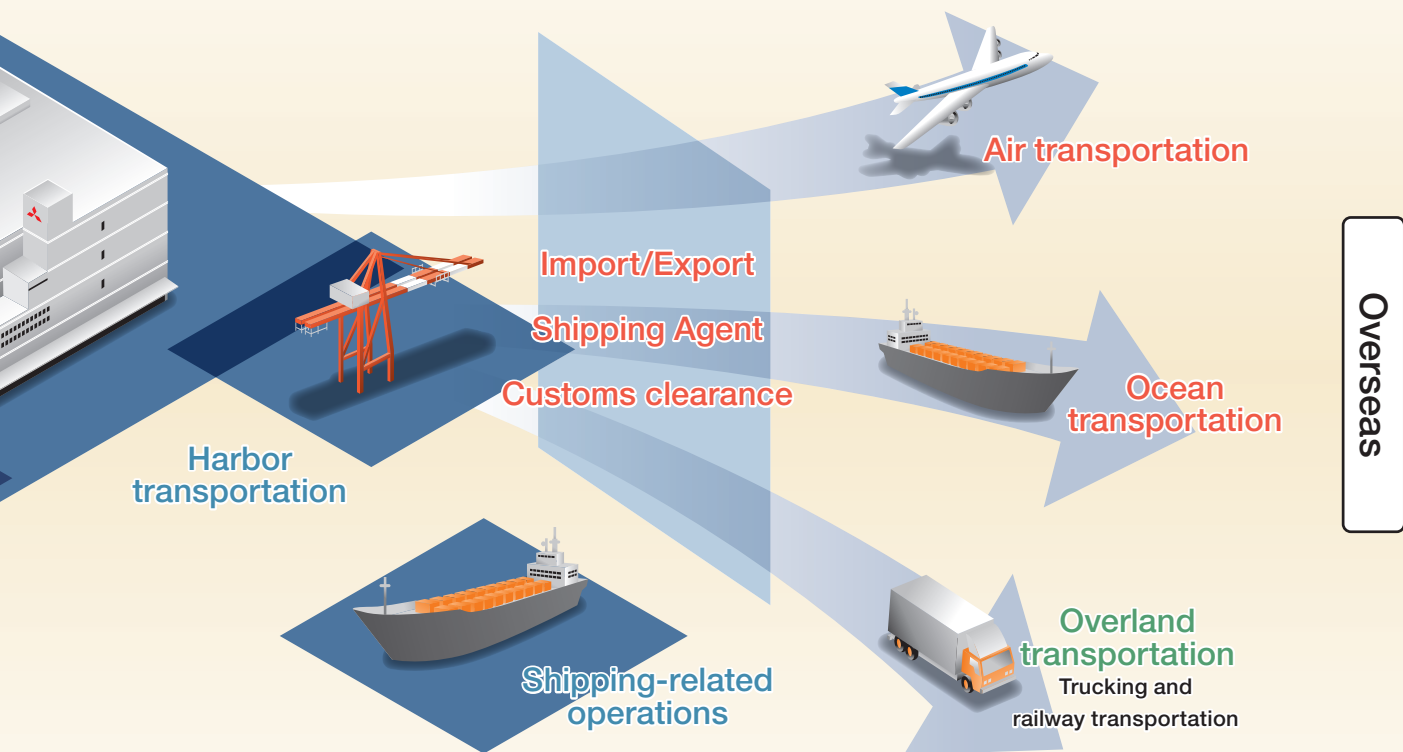 Air transportation
Import/Export
Shipping Agent
Customs clearance
Ocean
transportation
Overseas
Harbor
transportation
Overland
transportation
Trucking and
railway transportation
Shipping-related
operations